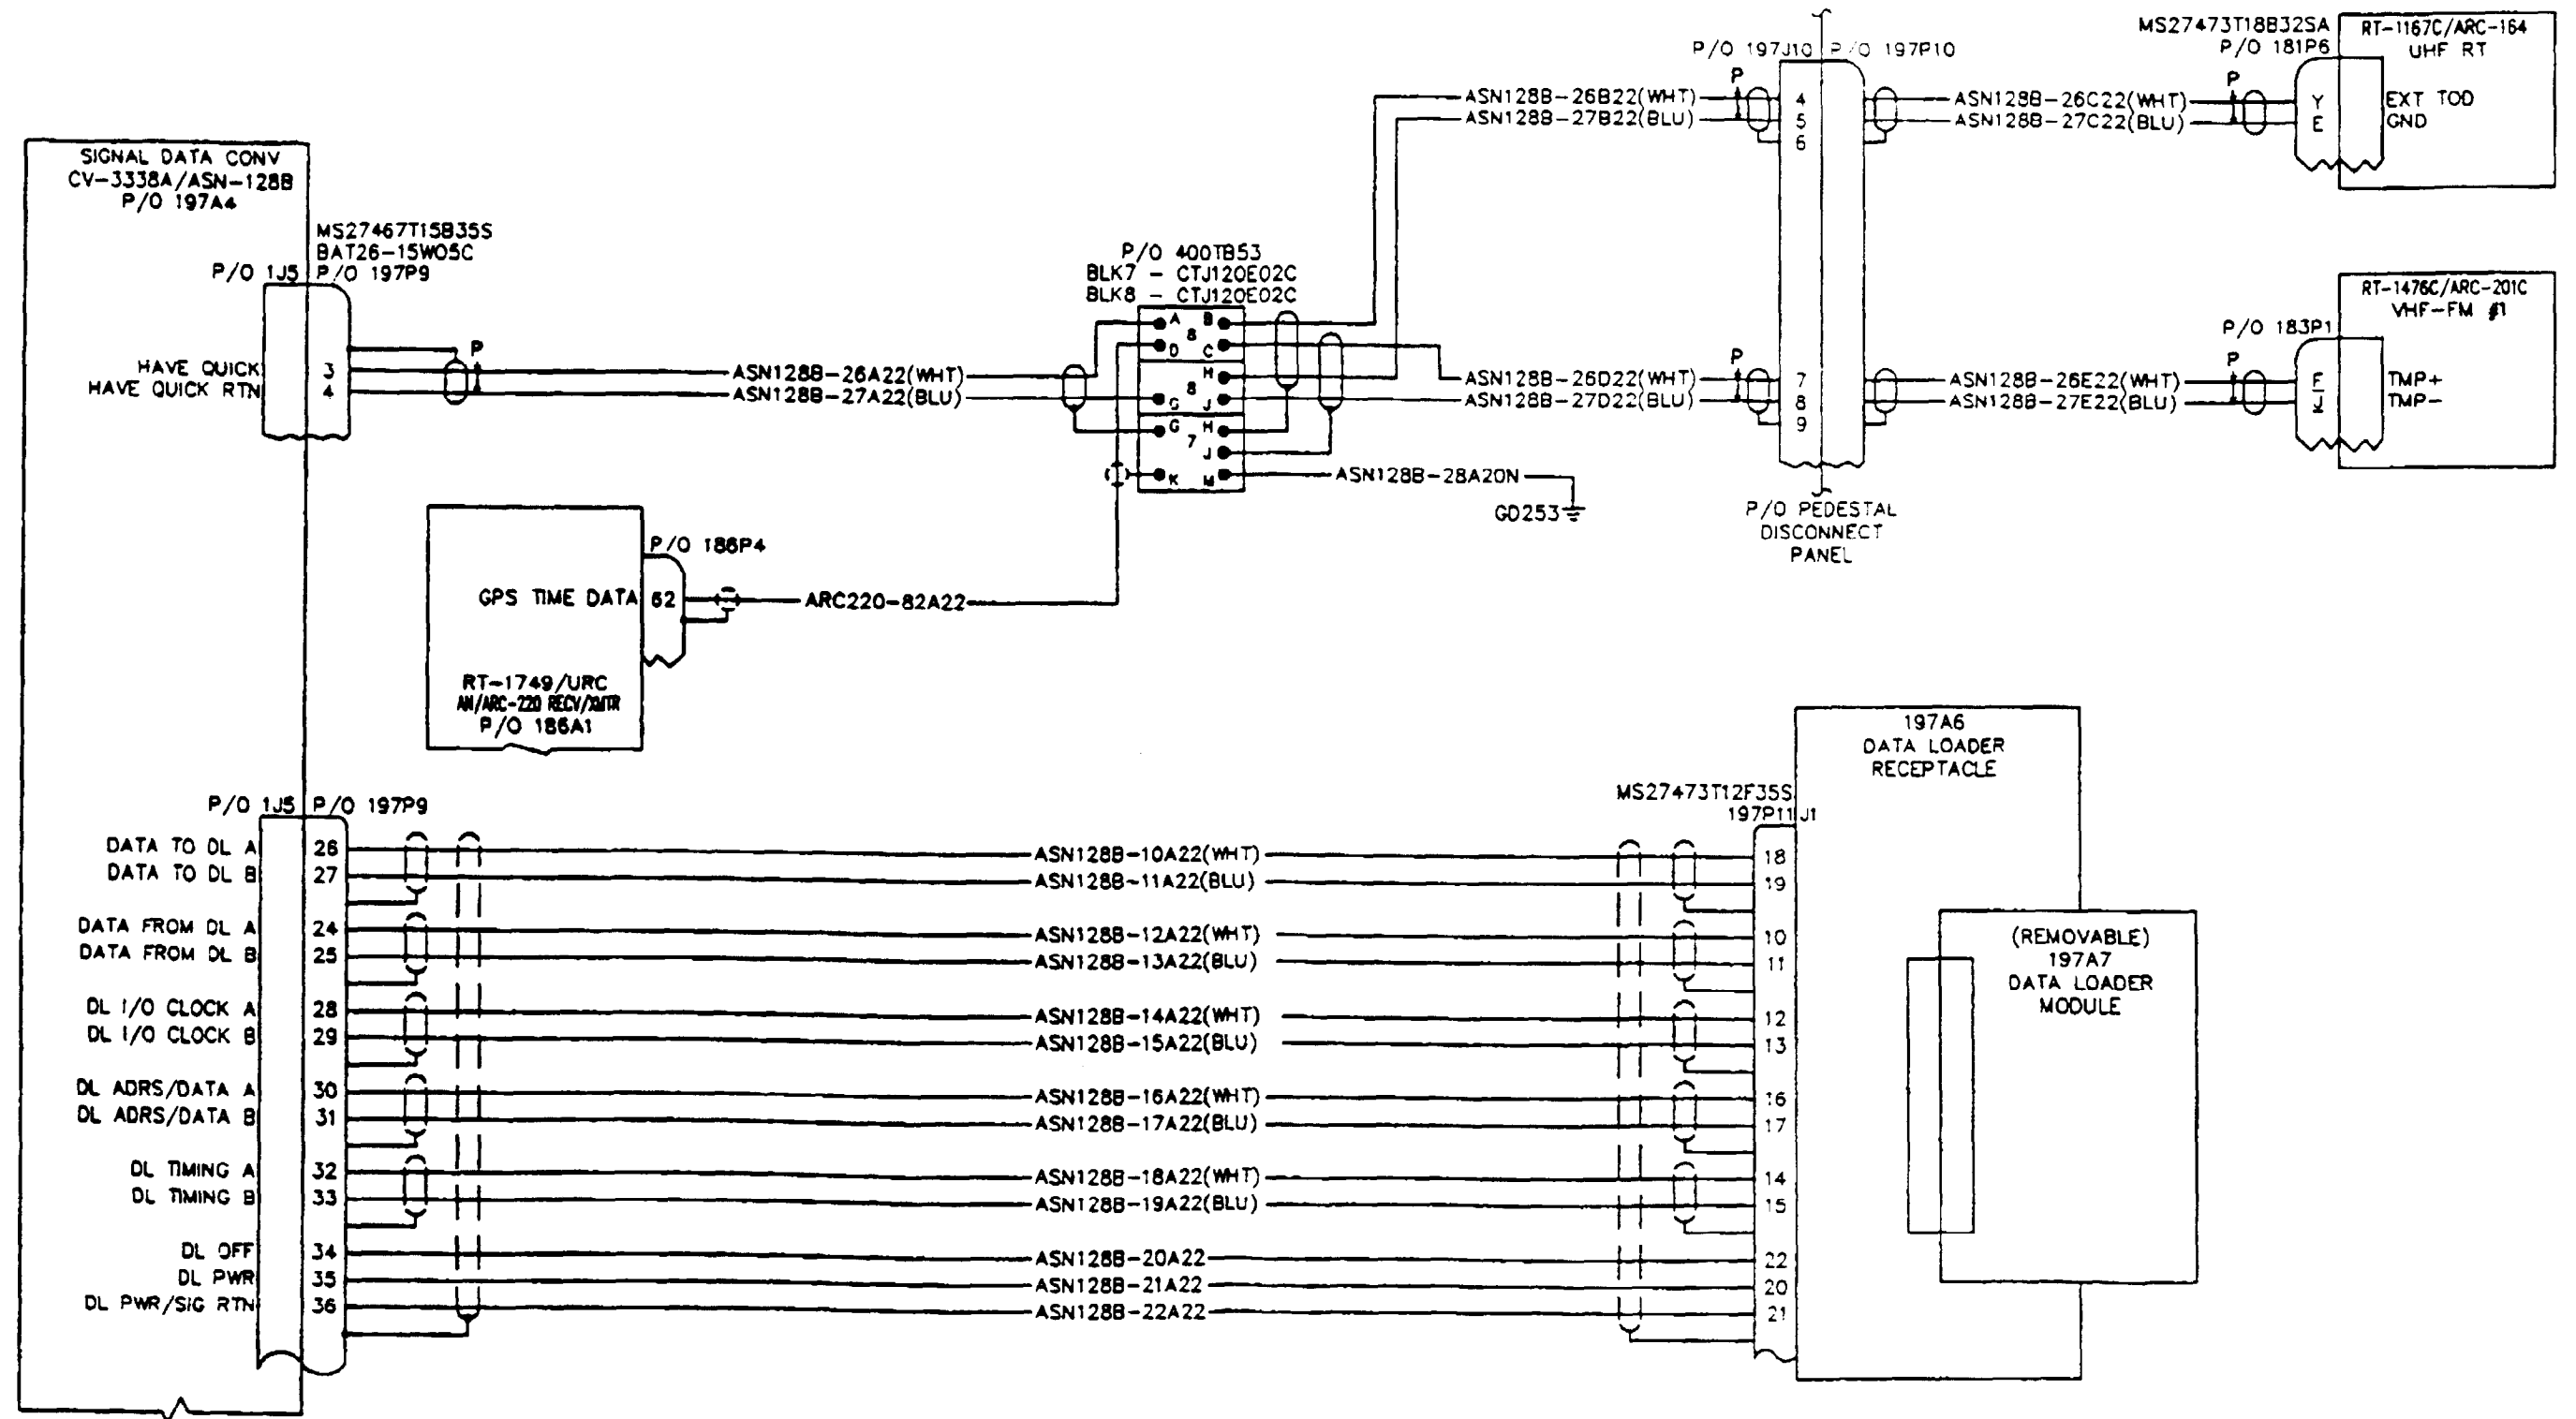 SIGNAL DATA CONV
CV-3338A/ASN-128B
P/O 197A4
MS27467T15B35S
BAT26-15W05C
P/O 1J5 P/O 197P9
HAVE QUICK 3
HAVE QUICK RTN 4
P
ASN128B-26A22(WHT)
ASN128B-27A22(BLU)
P/O 400TB53
BLK7 - CTJ120E02C
BLK8 - CTJ120E02C
A B
8
D C
H
8
G J
G H
7
J
K M
ASN128B-26B22(WHT)
ASN128B-27B22(BLU)
ASN128B-26D22(WHT)
ASN128B-27D22(BLU)
ASN128B-28A20N
GD253
P/O 197J10 P/O 197P10
P
4
5
6
P
7
8
9
P/O PEDESTAL
DISCONNECT
PANEL
ASN128B-26C22(WHT)
ASN128B-27C22(BLU)
P
MS27473T18B32SA
P/O 181P6
RT-1167C/ARC-164
UHF RT
Y EXT TOD
E GND
ASN128B-26E22(WHT)
ASN128B-27E22(BLU)
P
P/O 183P1
RT-1476C/ARC-201C
VHF-FM #1
F TMP+
J TMP-
P/O 186P4
GPS TIME DATA 62
ARC220-82A22
RT-1749/URC
AN/ARC-220 RECV/XMTR
P/O 186A1
P/O 1J5 P/O 197P9
DATA TO DL A 26 ASN128B-10A22(WHT) 18
DATA TO DL B 27 ASN128B-11A22(BLU) 19
DATA FROM DL A 24 ASN128B-12A22(WHT) 10
DATA FROM DL B 25 ASN128B-13A22(BLU) 11
DL I/O CLOCK A 28 ASN128B-14A22(WHT) 12
DL I/O CLOCK B 29 ASN128B-15A22(BLU) 13
DL ADRS/DATA A 30 ASN128B-16A22(WHT) 16
DL ADRS/DATA B 31 ASN128B-17A22(BLU) 17
DL TIMING A 32 ASN128B-18A22(WHT) 14
DL TIMING B 33 ASN128B-19A22(BLU) 15
DL OFF 34 ASN128B-20A22 22
DL PWR 35 ASN128B-21A22 20
DL PWR/SIG RTN 36 ASN128B-22A22 21
MS27473T12F35S
197P11 J1
197A6
DATA LOADER
RECEPTACLE
(REMOVABLE)
197A7
DATA LOADER
MODULE